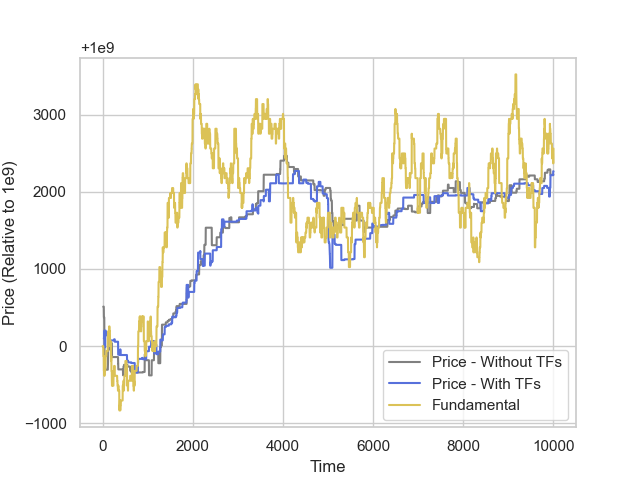 +1e9
3000
2000
1000
0
−1000
Price (Relative to 1e9)
Price - Without TFs
Price - With TFs
Fundamental
0 2000 4000 6000 8000 10000
Time